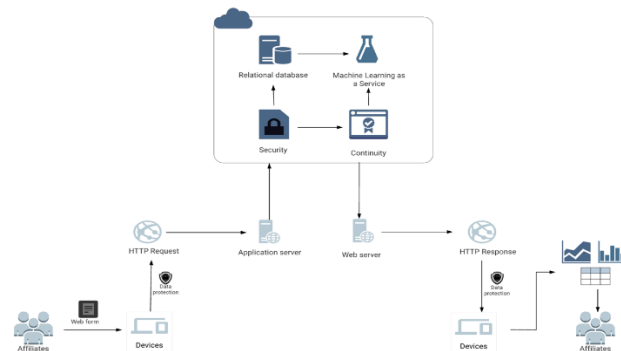 Relational database
Machine Learning as
a Service
Security
Continuity
HTTP Request
Application server
Web server
HTTP Response
Data
protection
Data
protection
Web form
Affiliates
Devices
Devices
Affiliates